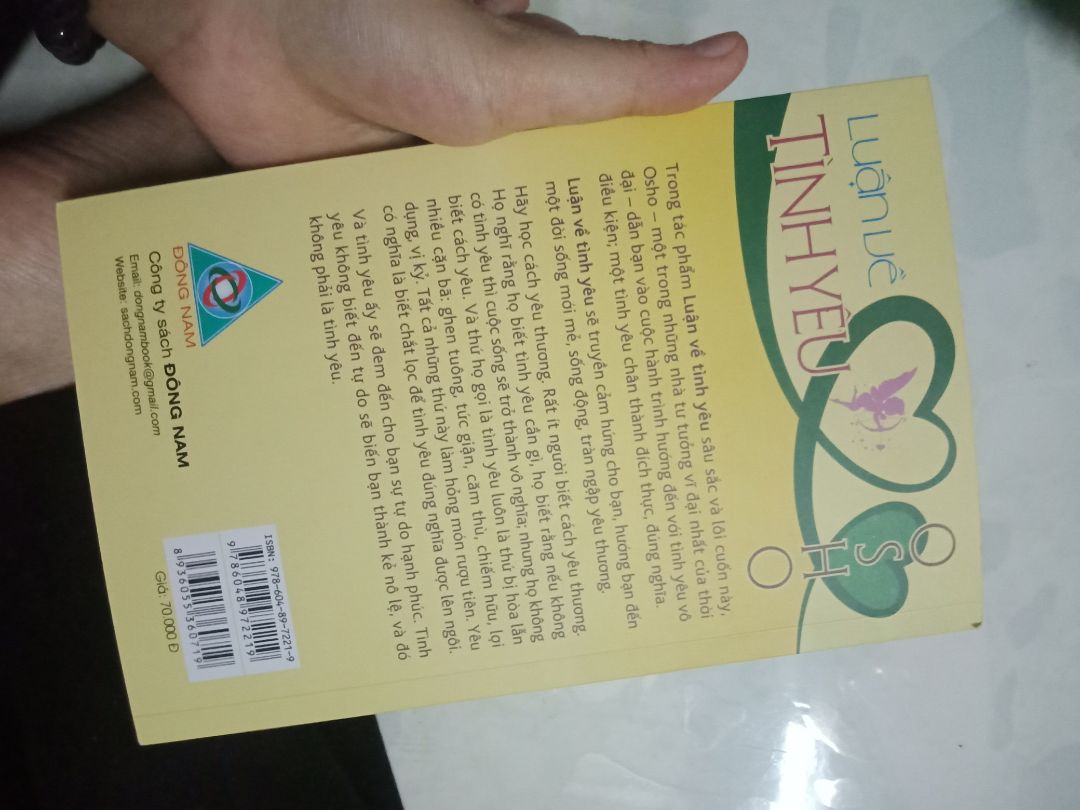 LUẬN VỀ
TÌNH YÊU
OSHO
Trong tác phẩm Luận về tình yêu sâu sắc và lôi cuốn này,
Osho – một trong những nhà tư tưởng vĩ đại nhất của thời
đại – dẫn bạn vào cuộc hành trình hướng đến với tình yêu vô
điều kiện; một tình yêu chân thành đích thực, đúng nghĩa.
Luận về tình yêu sẽ truyền cảm hứng cho bạn, hướng bạn đến
một đời sống mới mẻ, sống động, tràn ngập yêu thương.
Hãy học cách yêu thương. Rất ít người biết cách yêu thương.
Họ nghĩ rằng họ biết tình yêu cần gì, họ biết rằng nếu không
có tình yêu thì cuộc sống sẽ trở thành vô nghĩa; nhưng họ không
biết cách yêu. Và thứ họ gọi là tình yêu luôn là thứ bị hòa lẫn
nhiều cặn bã: ghen tuông, tức giận, căm thù, chiếm hữu, lợi
dụng, vị kỷ. Tất cả những thứ này làm hỏng món rượu tiên. Yêu
có nghĩa là biết chắt lọc để tình yêu đúng nghĩa được lên ngôi.
Và tình yêu ấy sẽ đem đến cho bạn sự tự do hạnh phúc. Tình
yêu không biết đến tự do sẽ biến bạn thành kẻ nô lệ, và đó
không phải là tình yêu.
ĐÔNG NAM
Công ty sách ĐÔNG NAM
Email: dongnambook@gmail.com
Website: sachdongnam.com
ISBN: 978-604-89-7221-9
9 786048 972219
8 936055 360719
Giá: 70.000 Đ